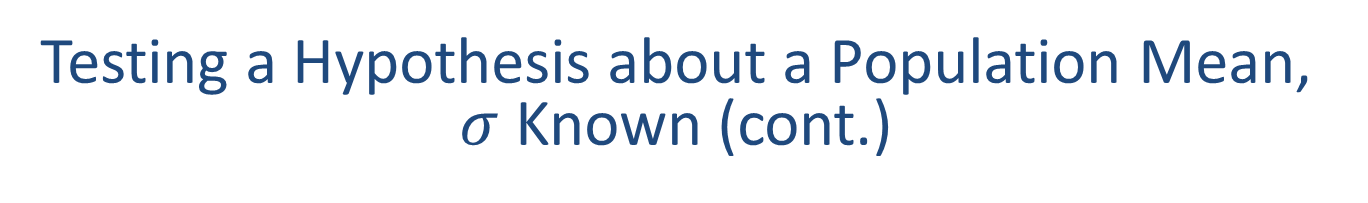 Testing a Hypothesis about a Population Mean,
σ Known (cont.)